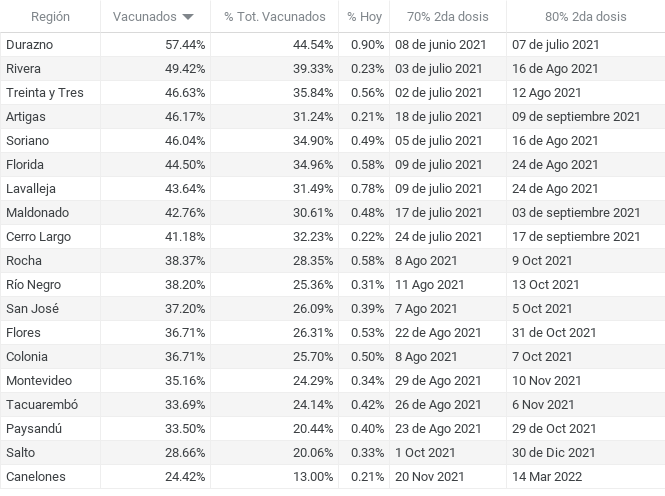 Región Vacunados % Tot. Vacunados % Hoy 70% 2da dosis 80% 2da dosis
Durazno 57.44% 44.54% 0.90% 08 de junio 2021 07 de julio 2021
Rivera 49.42% 39.33% 0.23% 03 de julio 2021 16 de Ago 2021
Treinta y Tres 46.63% 35.84% 0.56% 02 de julio 2021 12 Ago 2021
Artigas 46.17% 31.24% 0.21% 18 de julio 2021 09 de septiembre 2021
Soriano 46.04% 34.90% 0.49% 05 de julio 2021 16 de Ago 2021
Florida 44.50% 34.96% 0.58% 09 de julio 2021 24 de Ago 2021
Lavalleja 43.64% 31.49% 0.78% 09 de julio 2021 24 de Ago 2021
Maldonado 42.76% 30.61% 0.48% 17 de julio 2021 03 de septiembre 2021
Cerro Largo 41.18% 32.23% 0.22% 24 de julio 2021 17 de septiembre 2021
Rocha 38.37% 28.35% 0.58% 8 Ago 2021 9 Oct 2021
Río Negro 38.20% 25.36% 0.31% 11 Ago 2021 13 Oct 2021
San José 37.20% 26.09% 0.39% 7 Ago 2021 5 Oct 2021
Flores 36.71% 26.31% 0.53% 22 de Ago 2021 31 de Oct 2021
Colonia 36.71% 25.70% 0.50% 8 Ago 2021 7 Oct 2021
Montevideo 35.16% 24.29% 0.34% 29 de Ago 2021 10 Nov 2021
Tacuarembó 33.69% 24.14% 0.42% 26 de Ago 2021 6 Nov 2021
Paysandú 33.50% 20.44% 0.40% 23 de Ago 2021 29 de Oct 2021
Salto 28.66% 20.06% 0.33% 1 Oct 2021 30 de Dic 2021
Canelones 24.42% 13.00% 0.21% 20 Nov 2021 14 Mar 2022